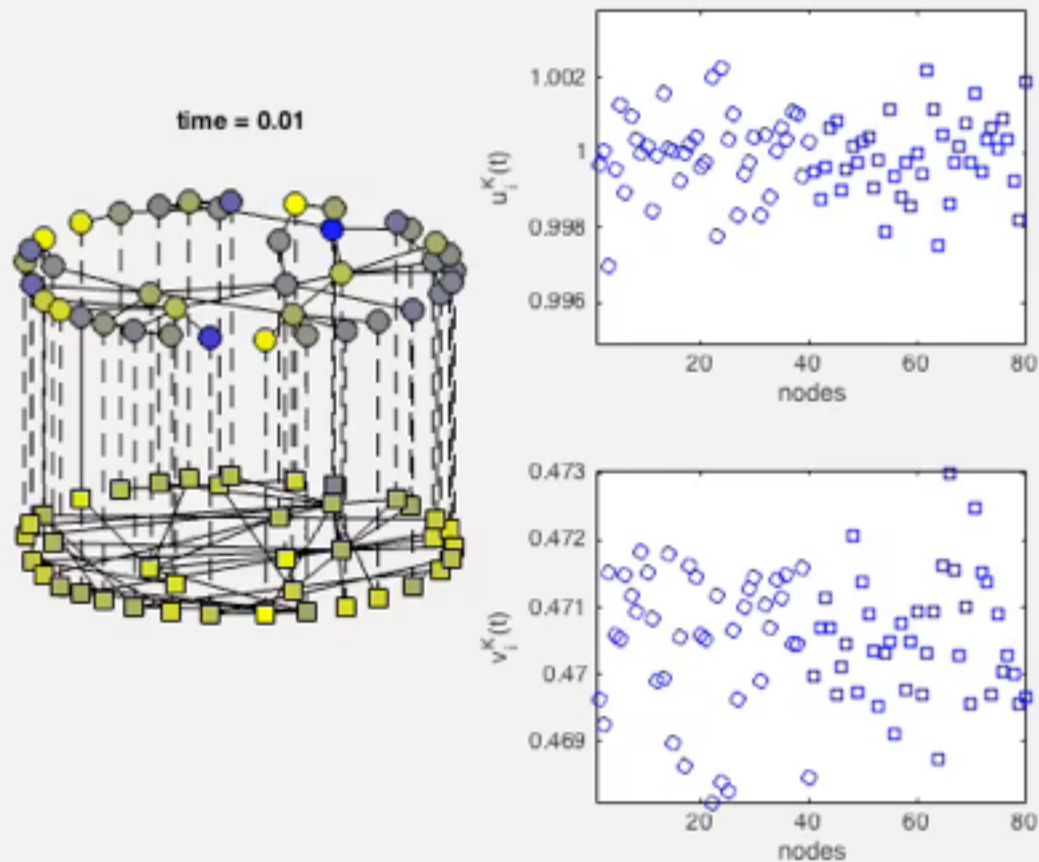 time = 0.01
u_i^K(t)
1.002
1
0.998
0.996
20 40 60 80
nodes
v_i^K(t)
0.473
0.472
0.471
0.47
0.469
20 40 60 80
nodes